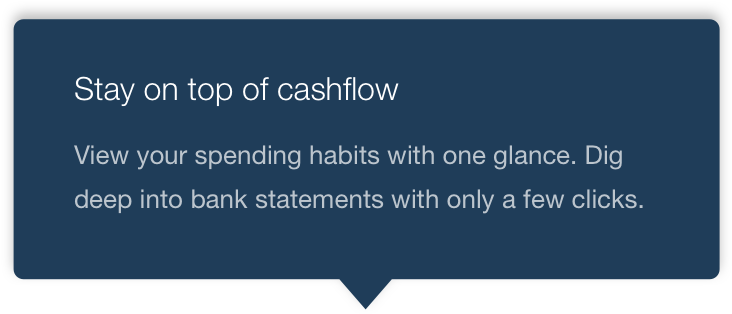 Stay on top of cashflow
View your spending habits with one glance. Dig
deep into bank statements with only a few clicks.